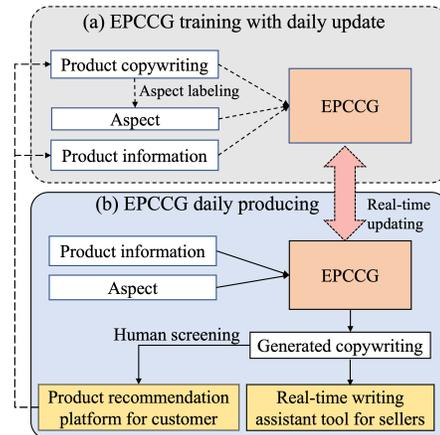 (a) EPCCG training with daily update
Product copywriting
Aspect labeling
Aspect
Product information
EPCCG
Real-time
updating
(b) EPCCG daily producing
Product information
Aspect
EPCCG
Human screening
Generated copywriting
Product recommendation
platform for customer
Real-time writing
assistant tool for sellers